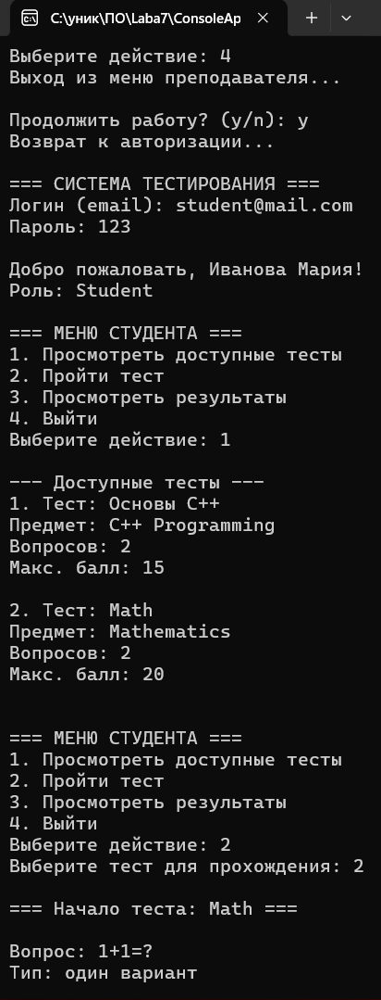 C:\уник\ПО\Laba7\ConsoleAp
Выберите действие: 4
Выход из меню преподавателя...
Продолжить работу? (y/n): y
Возврат к авторизации...
=== СИСТЕМА ТЕСТИРОВАНИЯ ===
Логин (email): student@mail.com
Пароль: 123
Добро пожаловать, Иванова Мария!
Роль: Student
=== МЕНЮ СТУДЕНТА ===
1. Просмотреть доступные тесты
2. Пройти тест
3. Просмотреть результаты
4. Выйти
Выберите действие: 1
--- Доступные тесты ---
1. Тест: Основы C++
Предмет: C++ Programming
Вопросов: 2
Макс. балл: 15
2. Тест: Math
Предмет: Mathematics
Вопросов: 2
Макс. балл: 20
=== МЕНЮ СТУДЕНТА ===
1. Просмотреть доступные тесты
2. Пройти тест
3. Просмотреть результаты
4. Выйти
Выберите действие: 2
Выберите тест для прохождения: 2
=== Начало теста: Math ===
Вопрос: 1+1=?
Тип: один вариант